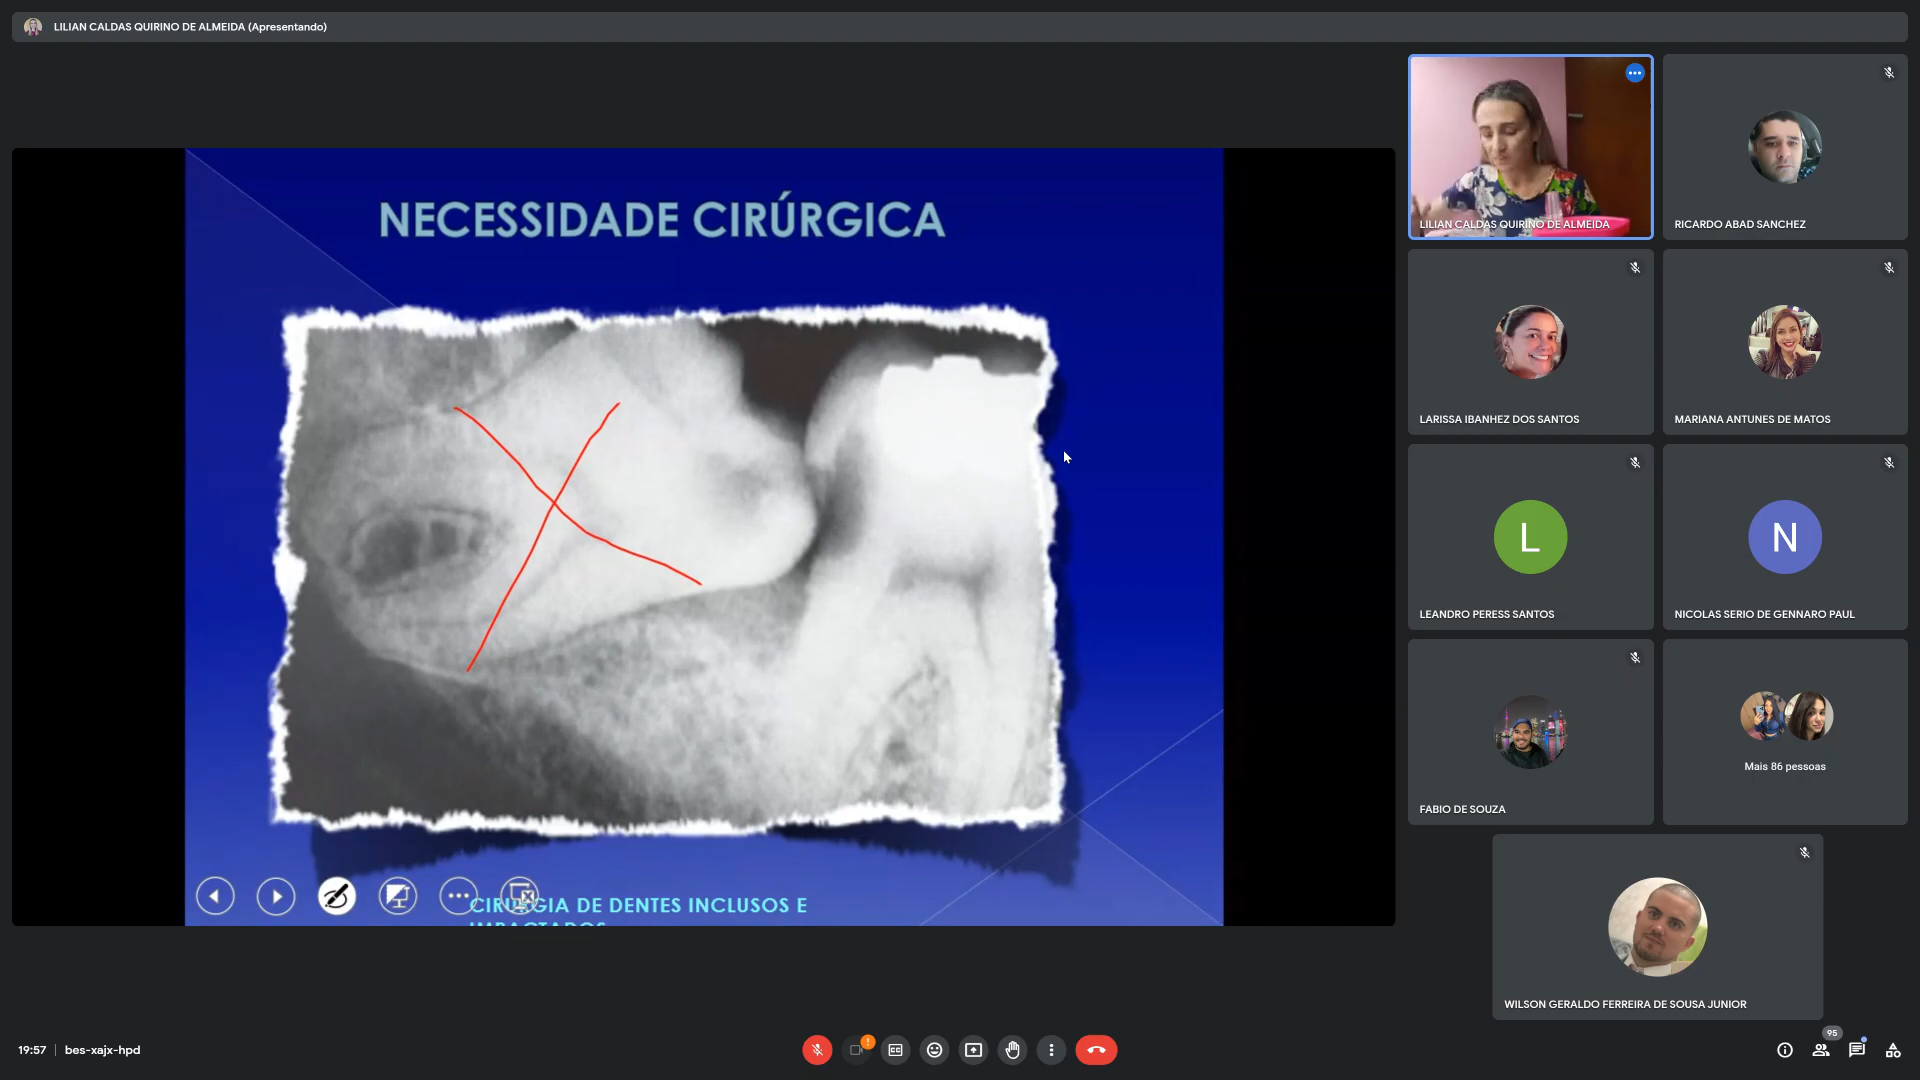 LILIAN CALDAS QUIRINO DE ALMEIDA (Apresentando)
NECESSIDADE CIRÚRGICA
CIRURGIA DE DENTES INCLUSOS E
IMPACTADOS
LILIAN CALDAS QUIRINO DE ALMEIDA
RICARDO ABAD SANCHEZ
LARISSA IBANHEZ DOS SANTOS
MARIANA ANTUNES DE MATOS
L
LEANDRO PERESS SANTOS
N
NICOLAS SERIO DE GENNARO PAUL
FABIO DE SOUZA
Mais 86 pessoas
WILSON GERALDO FERREIRA DE SOUSA JUNIOR
19:57
bes-xajx-hpd
95